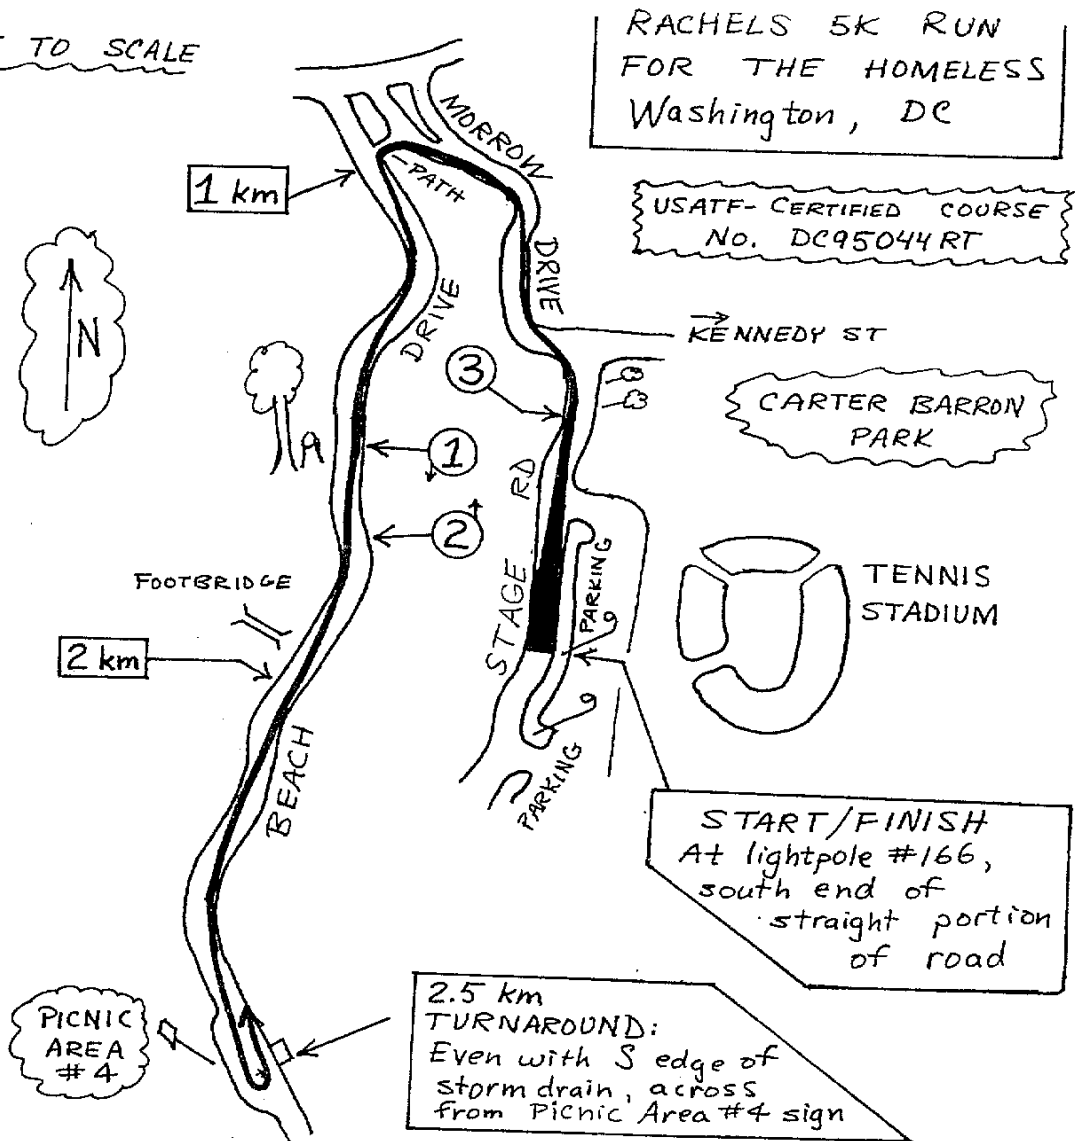 TO SCALE
RACHELS 5K RUN
FOR THE HOMELESS
Washington, DC
USATF-CERTIFIED COURSE
No. DC95044RT
1 km
PATH
MORROW
DRIVE
N
DRIVE
KENNEDY ST
3
CARTER BARRON
PARK
1
2
STAGE RD
PARKING
FOOTBRIDGE
2 km
TENNIS
STADIUM
BEACH
PARKING
START/FINISH
At lightpole #166,
south end of
straight portion
of road
2.5 km
TURNAROUND:
Even with S edge of
storm drain, across
from Picnic Area #4 sign
PICNIC
AREA
#4